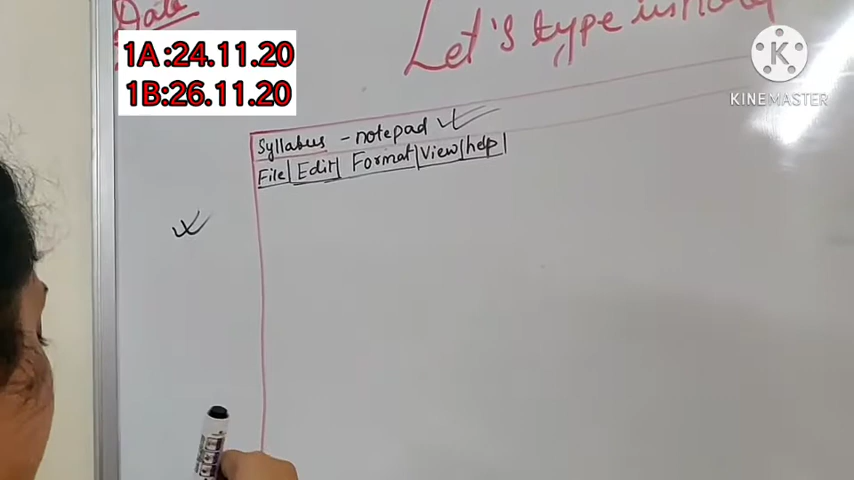 Date
1A:24.11.20
1B:26.11.20
Let's type in
KINEMASTER
Syllabus - notepad
File| Edit| Format| View| help|